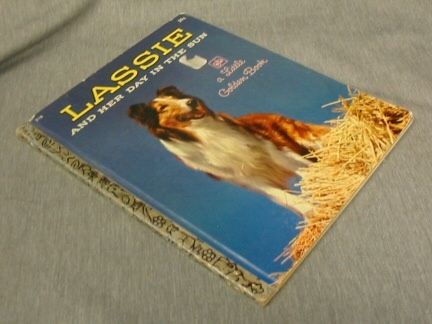 LASSIE
AND HER DAY IN THE SUN
a Little
Golden Book